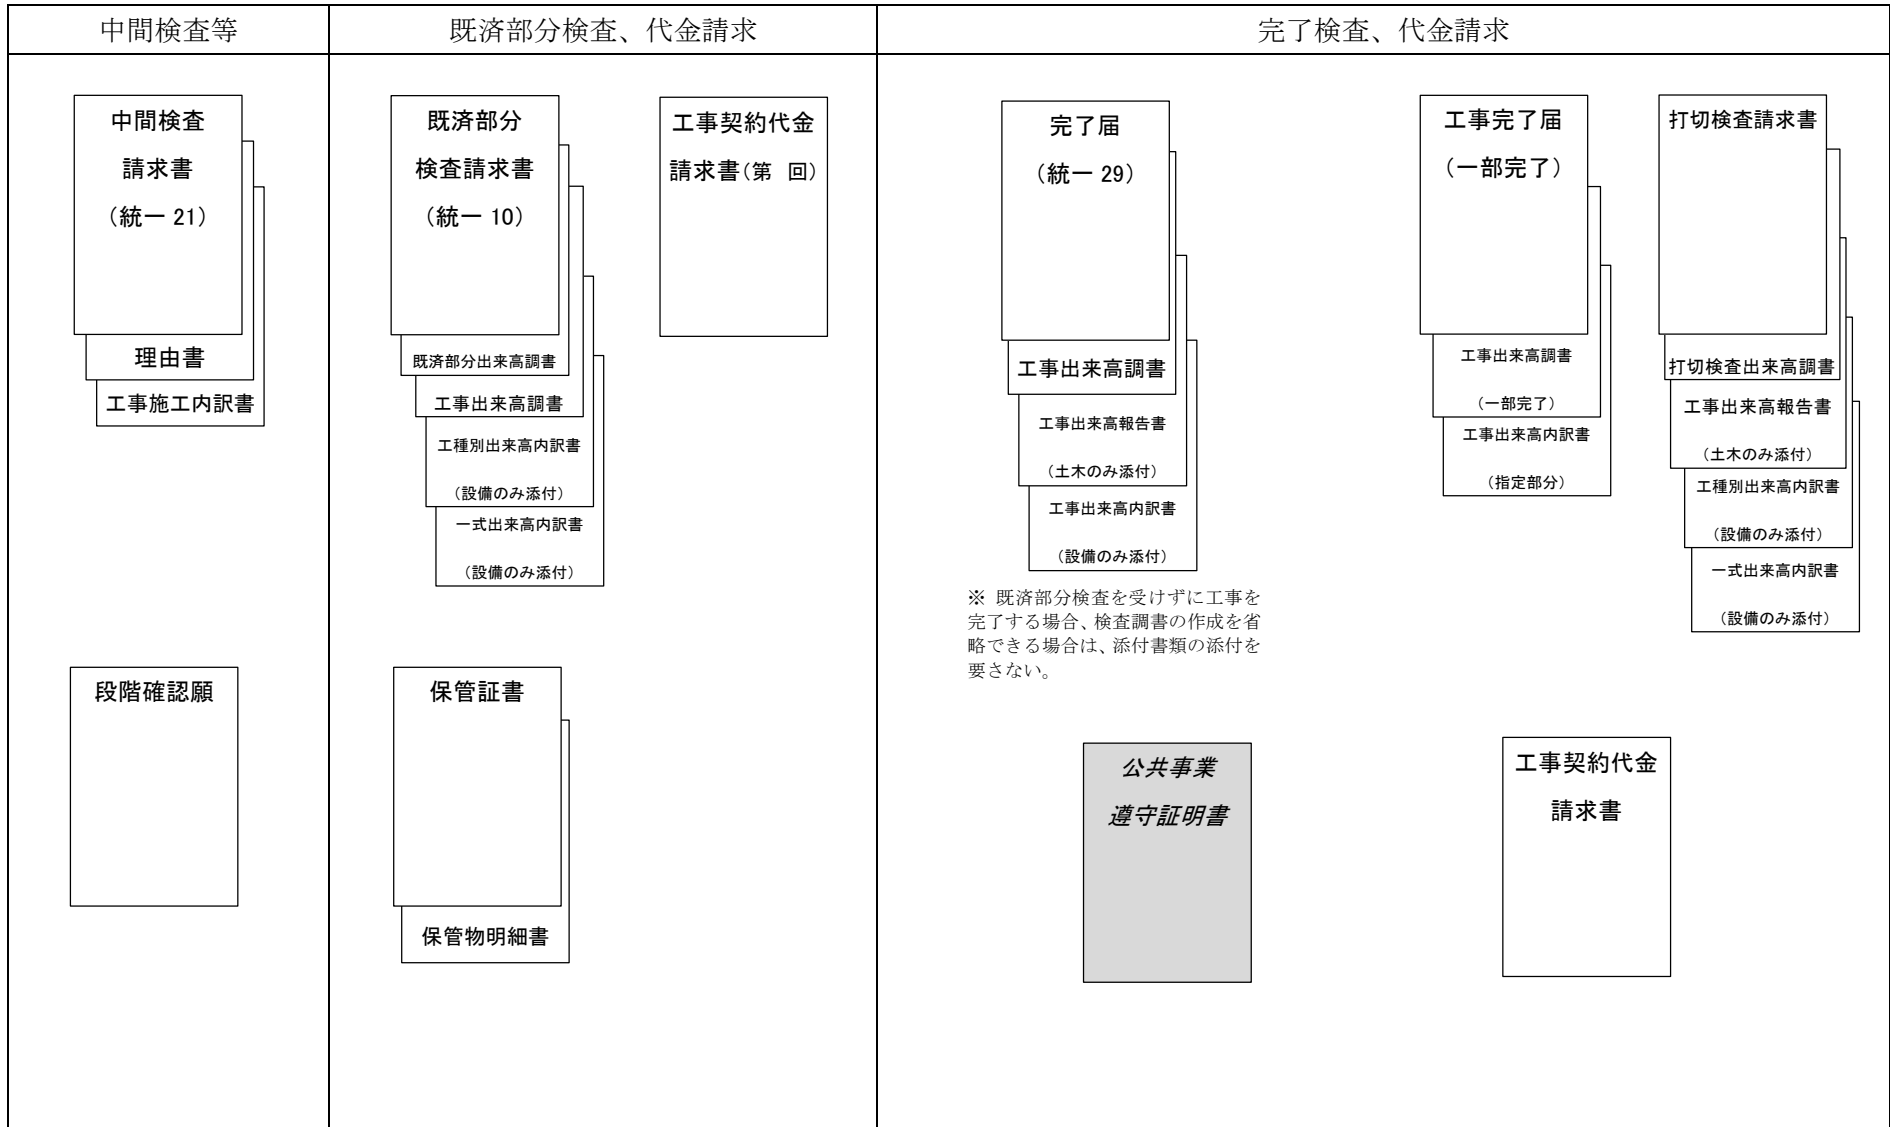 中間検査等
既済部分検査、代金請求
完了検査、代金請求
中間検査
請求書
（統一 21）
理由書
工事施工内訳書
段階確認願
既済部分
検査請求書
（統一 10）
既済部分出来高調書
工事出来高調書
工種別出来高内訳書
（設備のみ添付）
一式出来高内訳書
（設備のみ添付）
工事契約代金
請求書（第　回）
保管証書
保管物明細書
完了届
（統一 29）
工事出来高調書
工事出来高報告書
（土木のみ添付）
工事出来高内訳書
（設備のみ添付）
※ 既済部分検査を受けずに工事を
完了する場合、検査調書の作成を省
略できる場合は、添付書類の添付を
要さない。
工事完了届
（一部完了）
工事出来高調書
（一部完了）
工事出来高内訳書
（指定部分）
打切検査請求書
打切検査出来高調書
工事出来高報告書
（土木のみ添付）
工種別出来高内訳書
（設備のみ添付）
一式出来高内訳書
（設備のみ添付）
公共事業
遵守証明書
工事契約代金
請求書